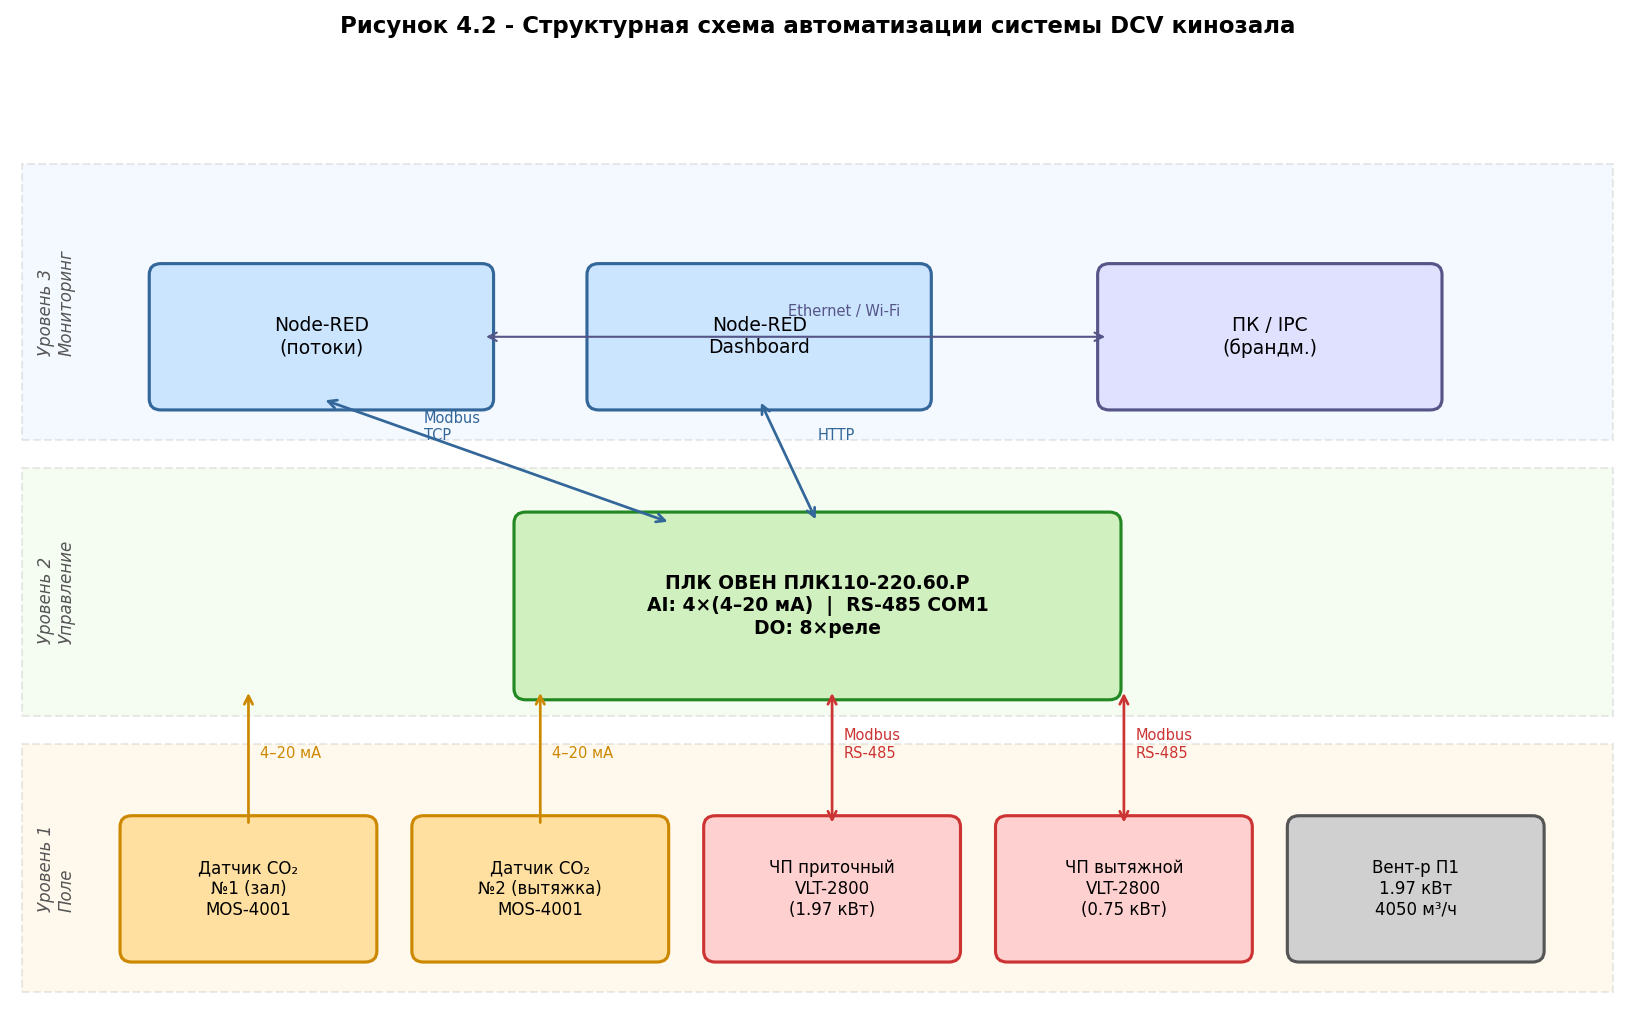 Рисунок 4.2 - Структурная схема автоматизации системы DCV кинозала
Уровень 3
Мониторинг
Node-RED
(потоки)
Node-RED
Dashboard
Ethernet / Wi-Fi
ПК / IPC
(брандм.)
Modbus
TCP
HTTP
Уровень 2
Управление
ПЛК ОВЕН ПЛК110-220.60.Р
AI: 4×(4–20 мА)  |  RS-485 COM1
DO: 8×реле
4–20 мА
4–20 мА
Modbus
RS-485
Modbus
RS-485
Уровень 1
Поле
Датчик CO₂
№1 (зал)
MOS-4001
Датчик CO₂
№2 (вытяжка)
MOS-4001
ЧП приточный
VLT-2800
(1.97 кВт)
ЧП вытяжной
VLT-2800
(0.75 кВт)
Вент-р П1
1.97 кВт
4050 м³/ч